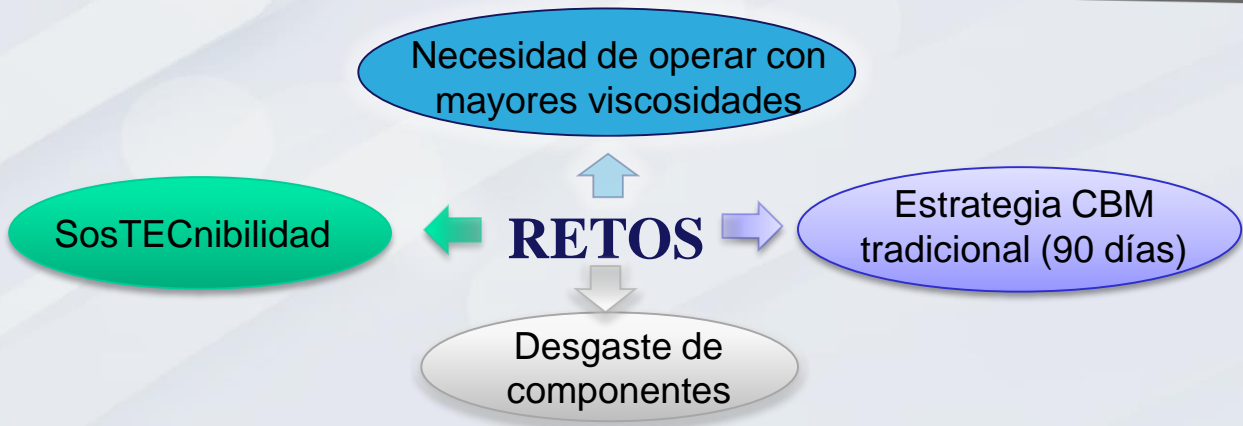 Necesidad de operar con
mayores viscosidades
SosTECnibilidad
RETOS
Estrategia CBM
tradicional (90 días)
Desgaste de
componentes